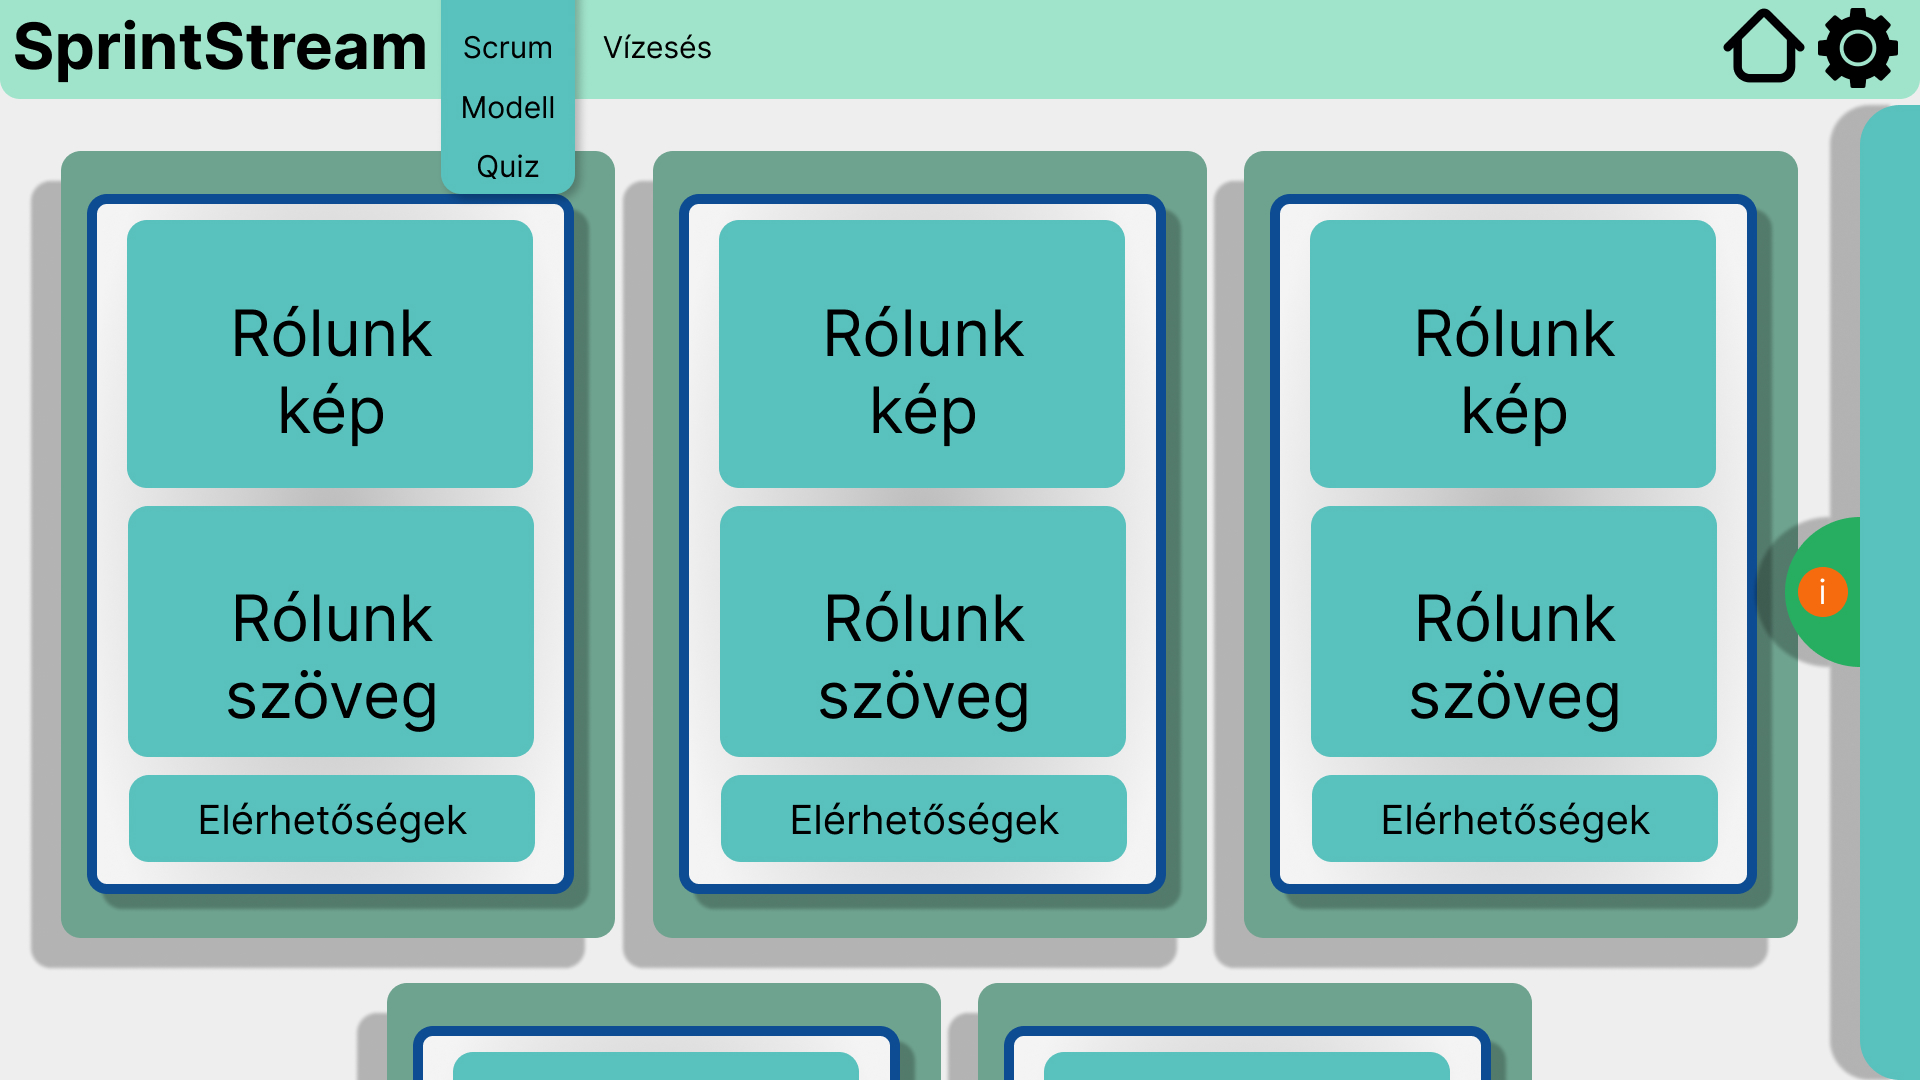 SprintStream
Scrum
Vízesés
Modell
Quiz
Rólunk
kép
Rólunk
szöveg
Elérhetőségek
Rólunk
kép
Rólunk
szöveg
Elérhetőségek
Rólunk
kép
Rólunk
szöveg
Elérhetőségek
i